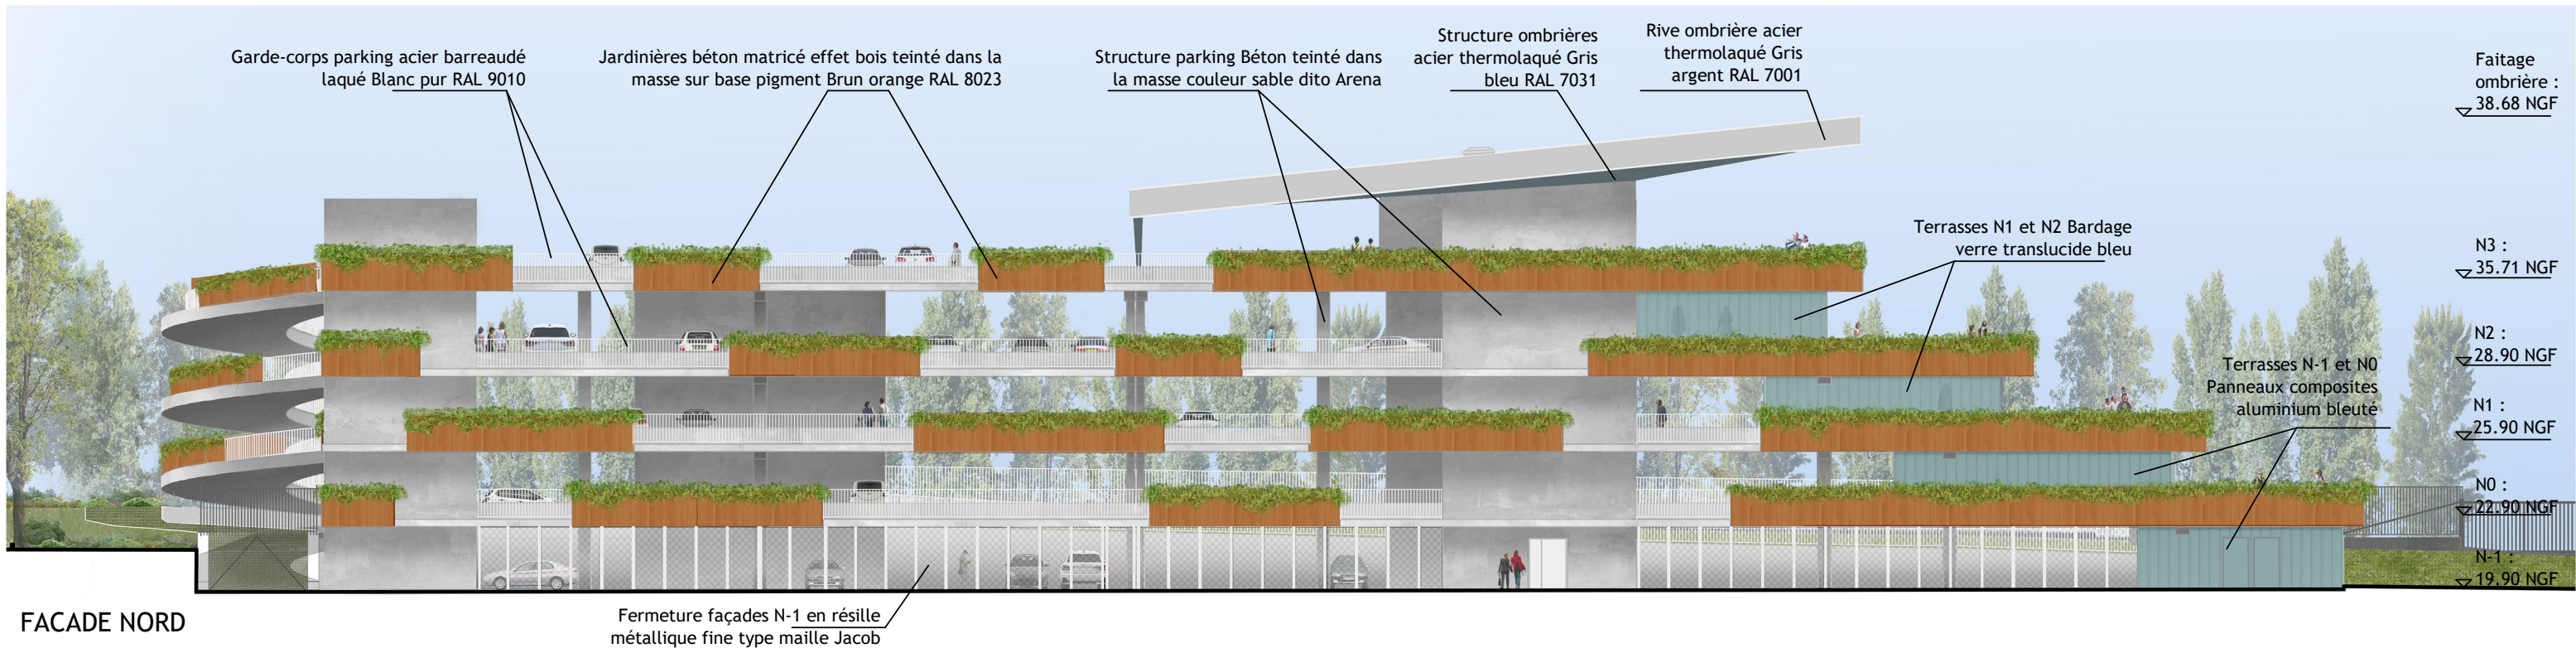 Garde-corps parking acier barreaudé
laqué Blanc pur RAL 9010
Jardinières béton matricé effet bois teinté dans la
masse sur base pigment Brun orange RAL 8023
Structure parking Béton teinté dans
la masse couleur sable dito Arena
Structure ombrières
acier thermolaqué Gris
bleu RAL 7031
Rive ombrière acier
thermolaqué Gris
argent RAL 7001
Faitage
ombrière :
38.68 NGF
Terrasses N1 et N2 Bardage
verre translucide bleu
N3 :
35.71 NGF
N2 :
28.90 NGF
Terrasses N-1 et N0
Panneaux composites
aluminium bleuté
N1 :
25.90 NGF
N0 :
22.90 NGF
N-1 :
19.90 NGF
Fermeture façades N-1 en résille
métallique fine type maille Jacob
FACADE NORD